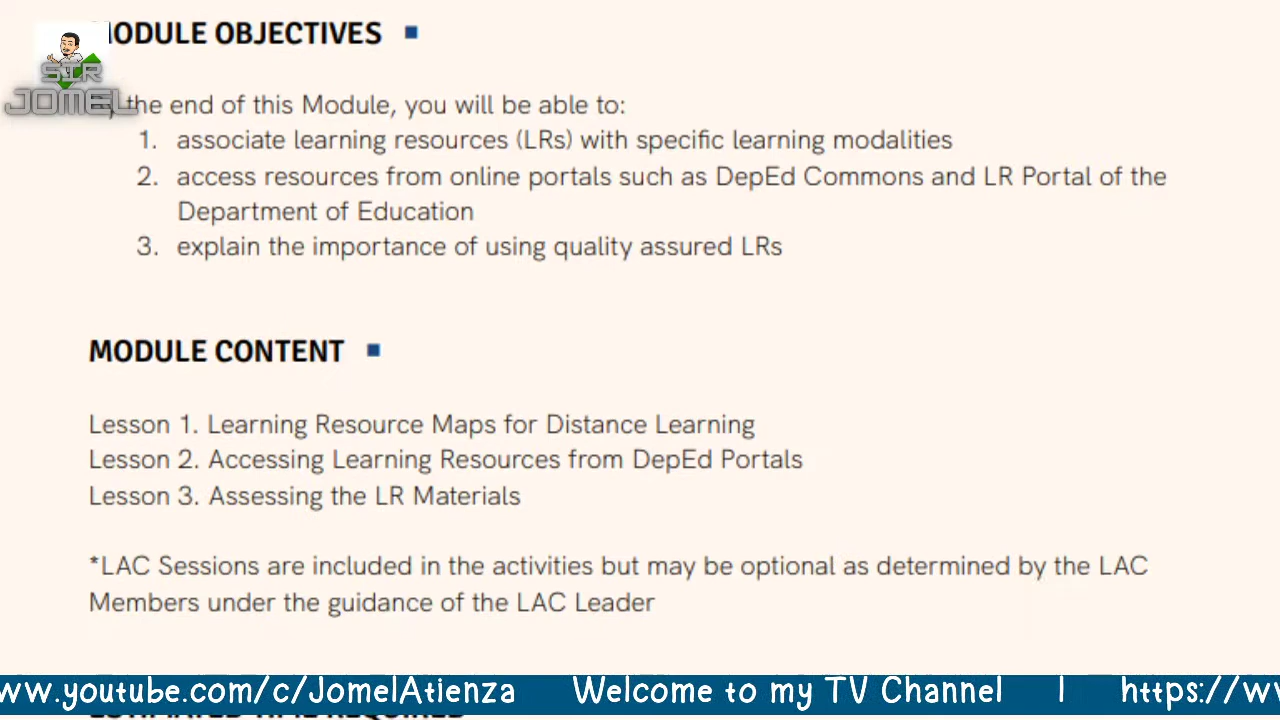 MODULE OBJECTIVES
SIR
JOMEL
the end of this Module, you will be able to:
1. associate learning resources (LRs) with specific learning modalities
2. access resources from online portals such as DepEd Commons and LR Portal of the
Department of Education
3. explain the importance of using quality assured LRs
MODULE CONTENT
Lesson 1. Learning Resource Maps for Distance Learning
Lesson 2. Accessing Learning Resources from DepEd Portals
Lesson 3. Assessing the LR Materials
*LAC Sessions are included in the activities but may be optional as determined by the LAC
Members under the guidance of the LAC Leader
ww.youtube.com/c/JomelAtienza Welcome to my TV Channel | https://w